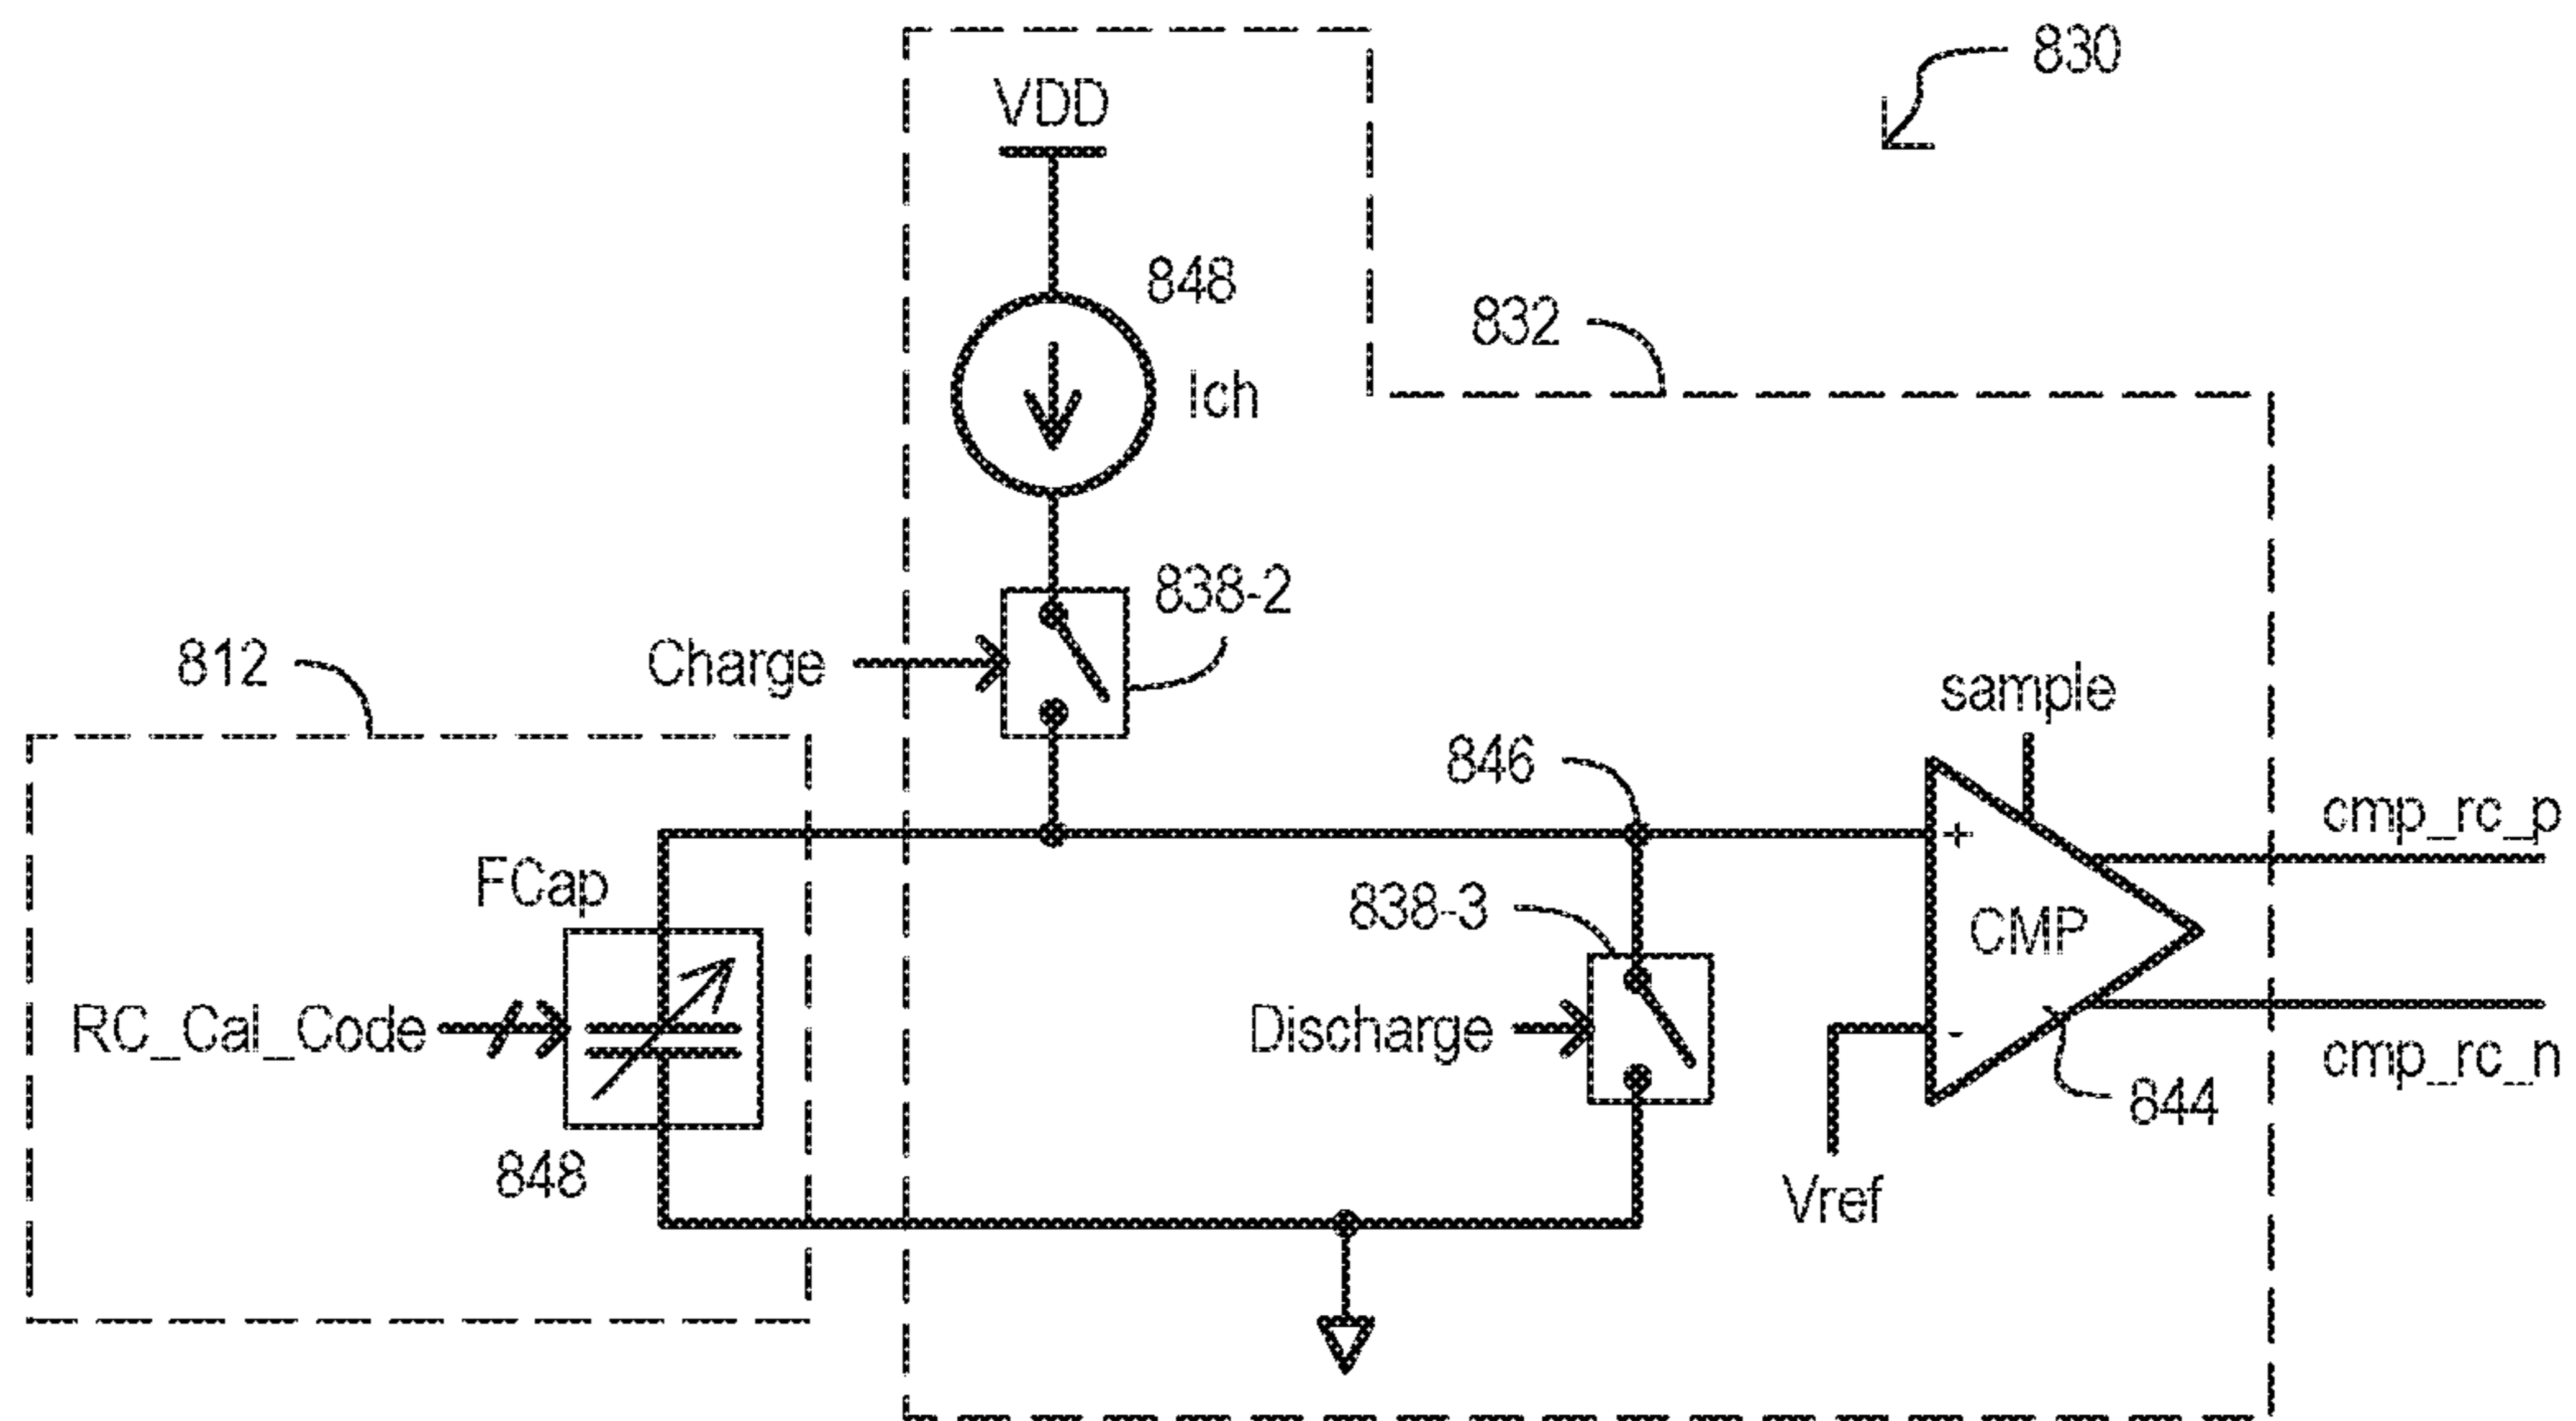 830
VDD
848
832
Ich
838-2
812
Charge
sample
846
cmp_rc_p
FCap
+
838-3
CMP
RC_Cal_Code
Discharge
-
cmp_rc_n
844
848
Vref